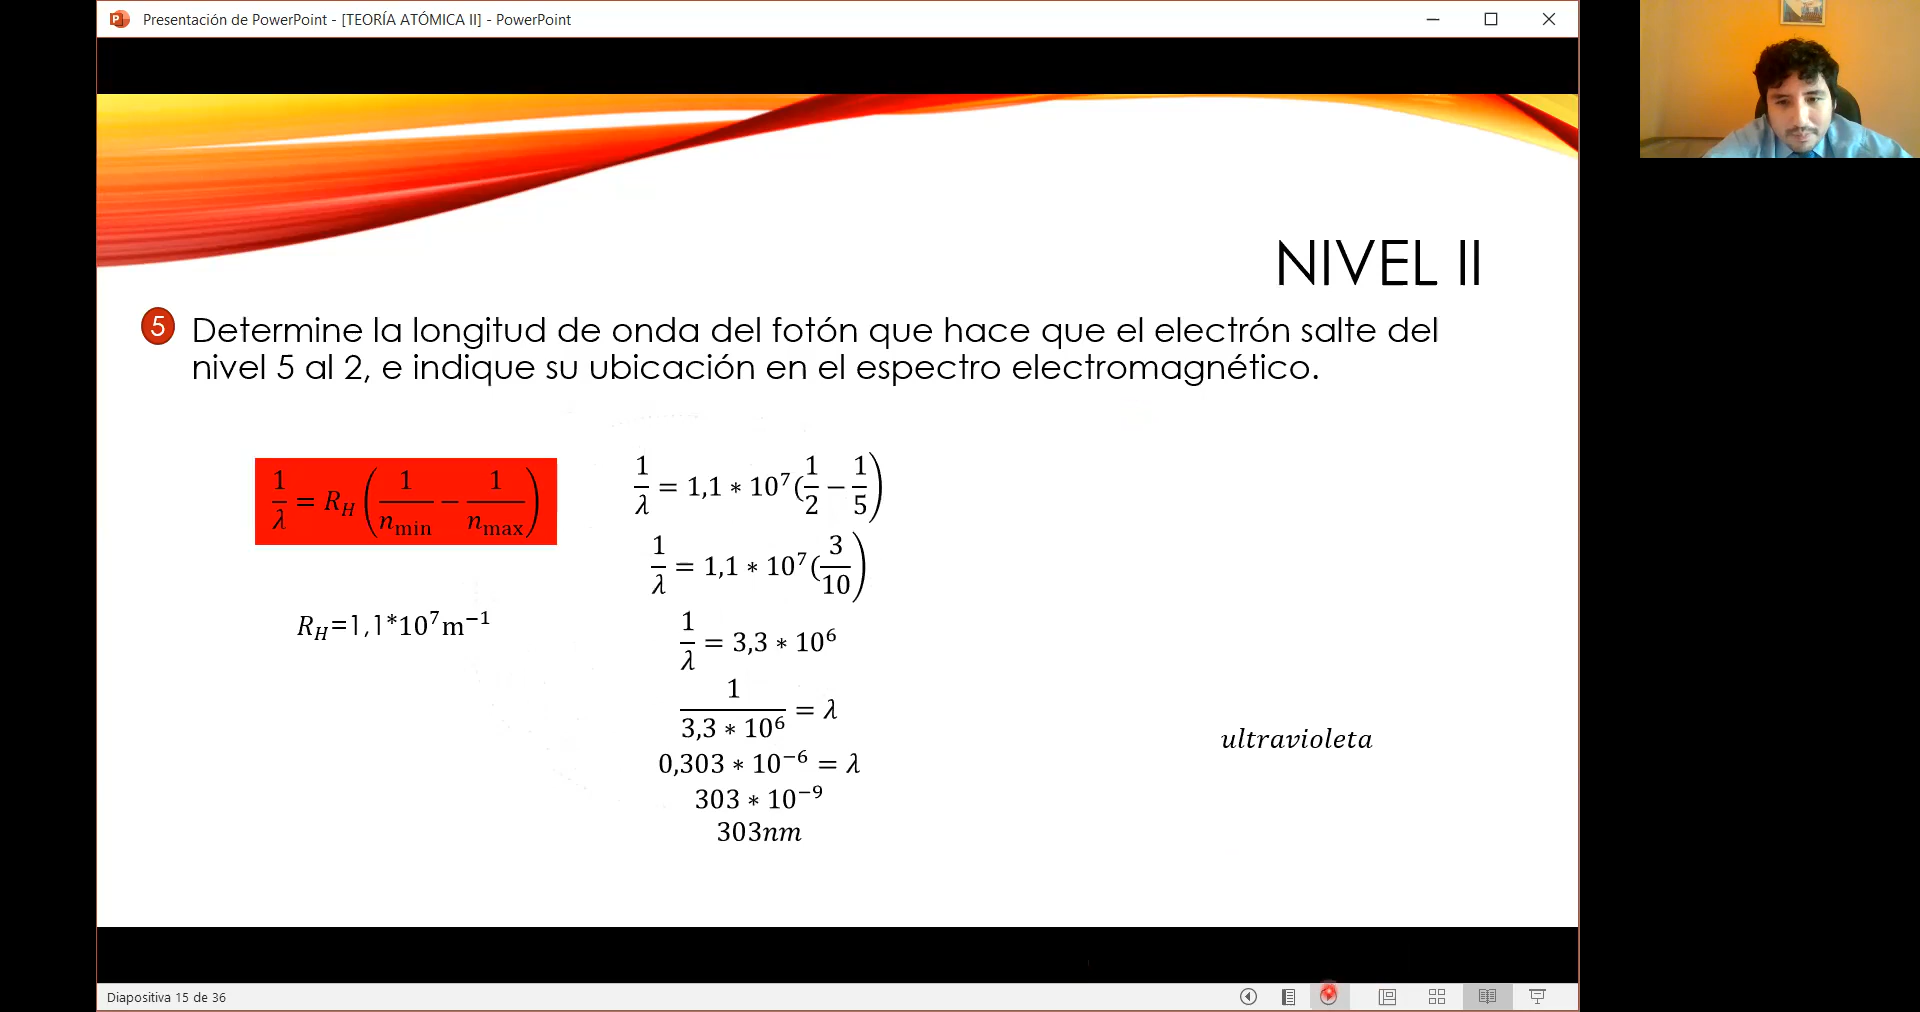 Presentación de PowerPoint - [TEORÍA ATÓMICA II] - PowerPoint
NIVEL II
5 Determine la longitud de onda del fotón que hace que el electrón salte del
nivel 5 al 2, e indique su ubicación en el espectro electromagnético.
1/λ = R_H (1/n_min − 1/n_max)
R_H=1,1*10⁷m⁻¹
1/λ = 1,1 ∗ 10⁷(1/2 − 1/5)
1/λ = 1,1 ∗ 10⁷(3/10)
1/λ = 3,3 ∗ 10⁶
1/(3,3 ∗ 10⁶) = λ
0,303 ∗ 10⁻⁶ = λ
303 ∗ 10⁻⁹
303nm
ultravioleta
Diapositiva 15 de 36